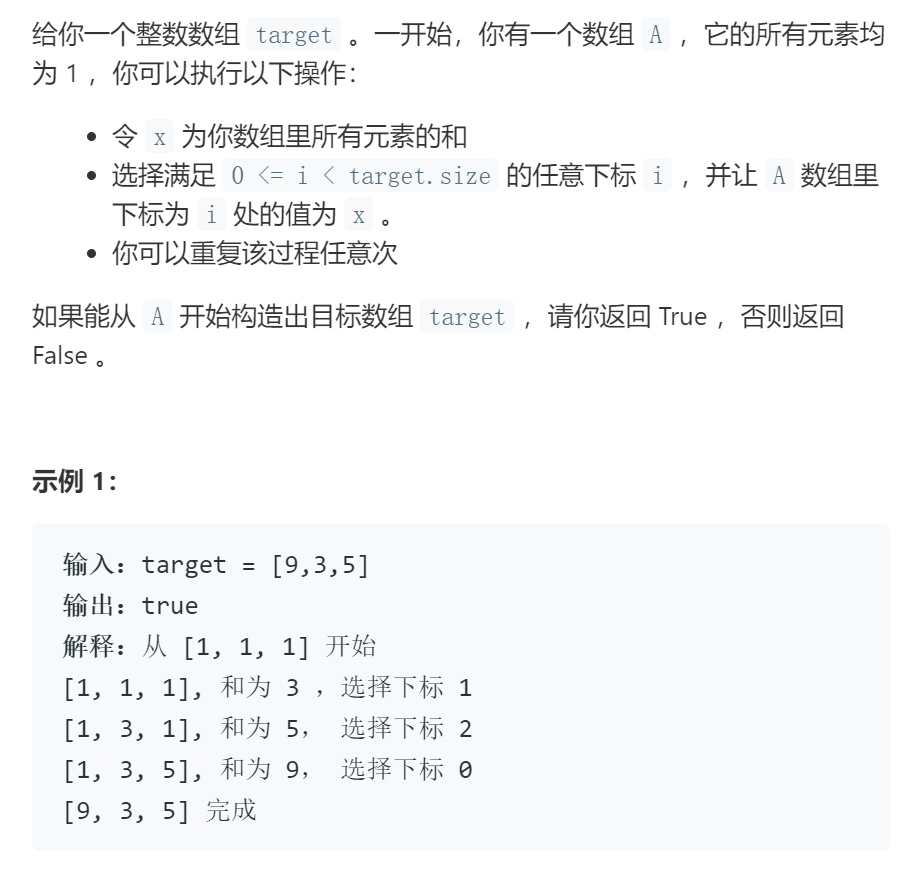 给你一个整数数组 target 。一开始，你有一个数组 A ，它的所有元素均
为 1 ，你可以执行以下操作：
• 令 x 为你数组里所有元素的和
• 选择满足 0 <= i < target.size 的任意下标 i ，并让 A 数组里
下标为 i 处的值为 x 。
• 你可以重复该过程任意次
如果能从 A 开始构造出目标数组 target ，请你返回 True ，否则返回
False 。
示例 1：
输入：target = [9,3,5]
输出：true
解释：从 [1, 1, 1] 开始
[1, 1, 1], 和为 3 ，选择下标 1
[1, 3, 1], 和为 5， 选择下标 2
[1, 3, 5], 和为 9， 选择下标 0
[9, 3, 5] 完成